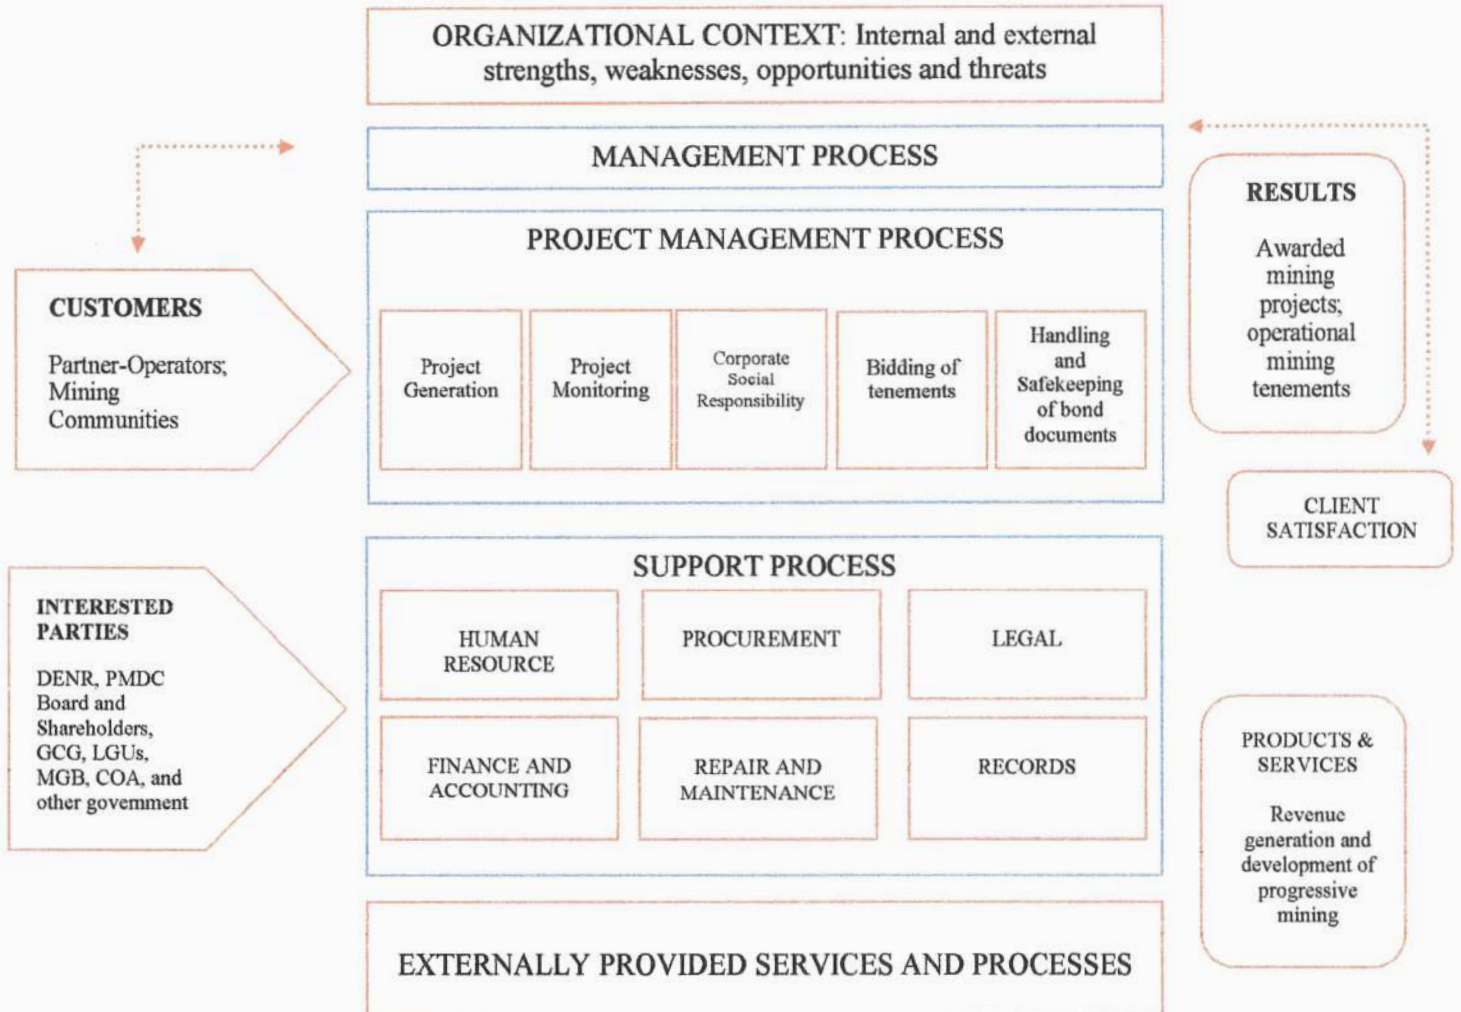 ORGANIZATIONAL CONTEXT: Internal and external
strengths, weaknesses, opportunities and threats
MANAGEMENT PROCESS
PROJECT MANAGEMENT PROCESS
CUSTOMERS
Partner-Operators;
Mining
Communities
Project
Generation
Project
Monitoring
Corporate
Social
Responsibility
Bidding of
tenements
Handling
and
Safekeeping
of bond
documents
RESULTS
Awarded
mining
projects;
operational
mining
tenements
CLIENT
SATISFACTION
INTERESTED
PARTIES
DENR, PMDC
Board and
Shareholders,
GCG, LGUs,
MGB, COA, and
other government
SUPPORT PROCESS
HUMAN
RESOURCE
PROCUREMENT
LEGAL
FINANCE AND
ACCOUNTING
REPAIR AND
MAINTENANCE
RECORDS
PRODUCTS &
SERVICES
Revenue
generation and
development of
progressive
mining
EXTERNALLY PROVIDED SERVICES AND PROCESSES